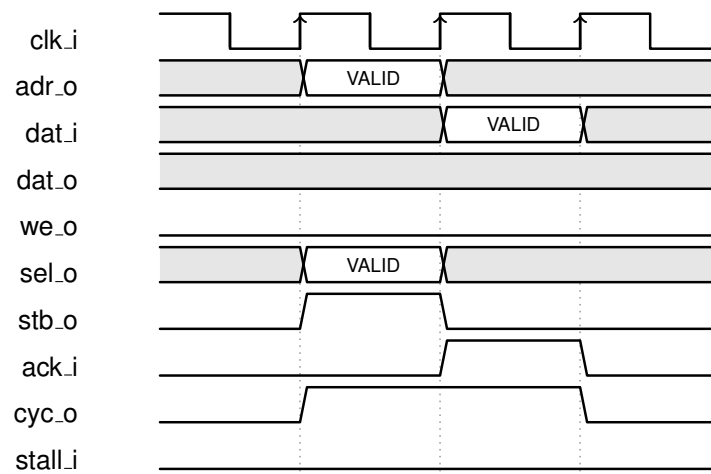 clk_i
adr_o VALID
dat_i VALID
dat_o
we_o
sel_o VALID
stb_o
ack_i
cyc_o
stall_i